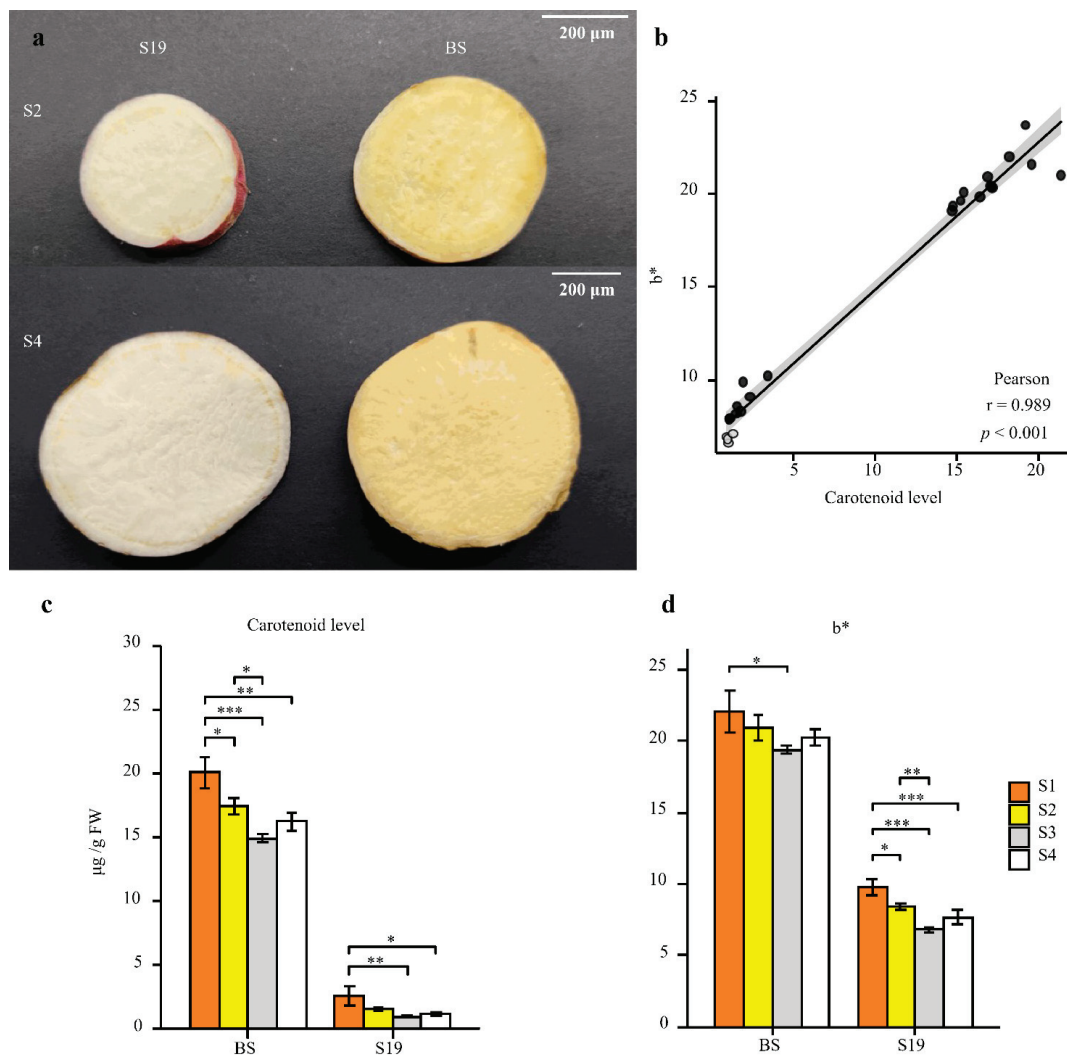 a
S19
BS
200 µm
S2
200 µm
S4
b
25
20
15
10
b*
5
10
15
20
Carotenoid level
Pearson
r = 0.989
p < 0.001
c
Carotenoid level
30
25
20
15
10
5
0
µg /g FW
*
**
***
*
*
**
BS
S19
d
b*
25
20
15
10
5
0
*
**
***
***
*
BS
S19
S1
S2
S3
S4